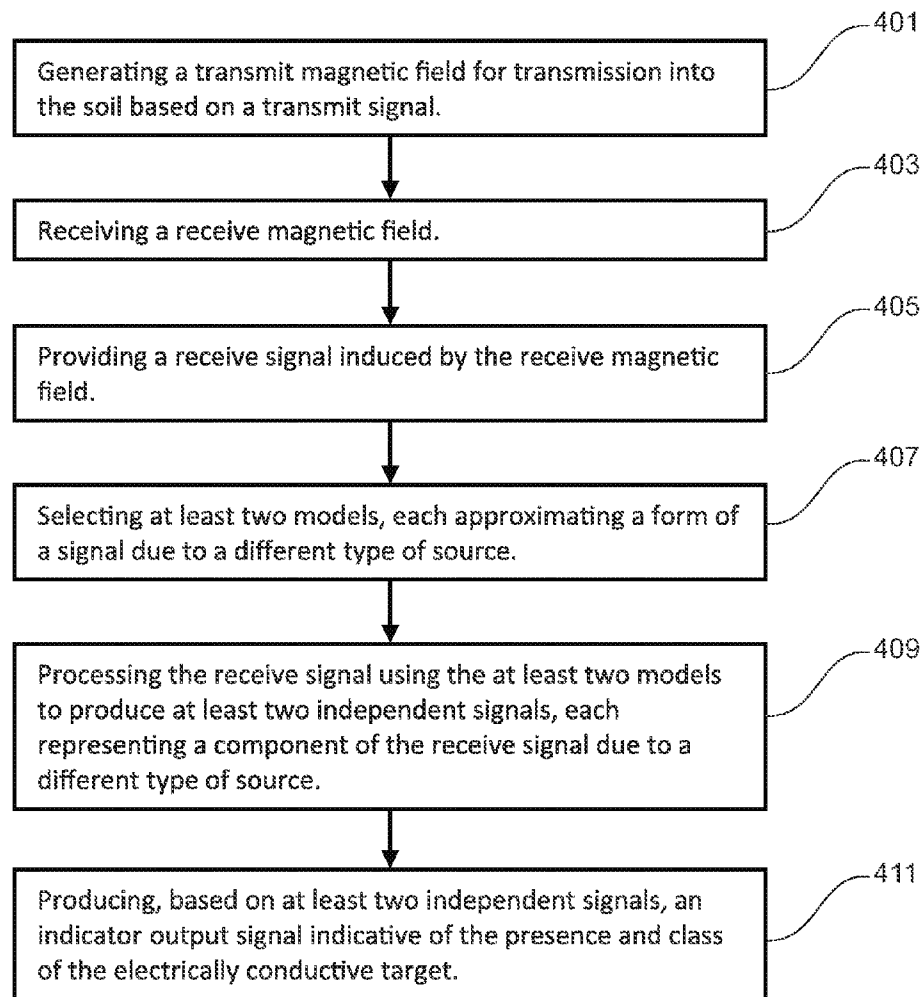 401
Generating a transmit magnetic field for transmission into
the soil based on a transmit signal.
403
Receiving a receive magnetic field.
405
Providing a receive signal induced by the receive magnetic
field.
407
Selecting at least two models, each approximating a form of
a signal due to a different type of source.
409
Processing the receive signal using the at least two models
to produce at least two independent signals, each
representing a component of the receive signal due to a
different type of source.
411
Producing, based on at least two independent signals, an
indicator output signal indicative of the presence and class
of the electrically conductive target.